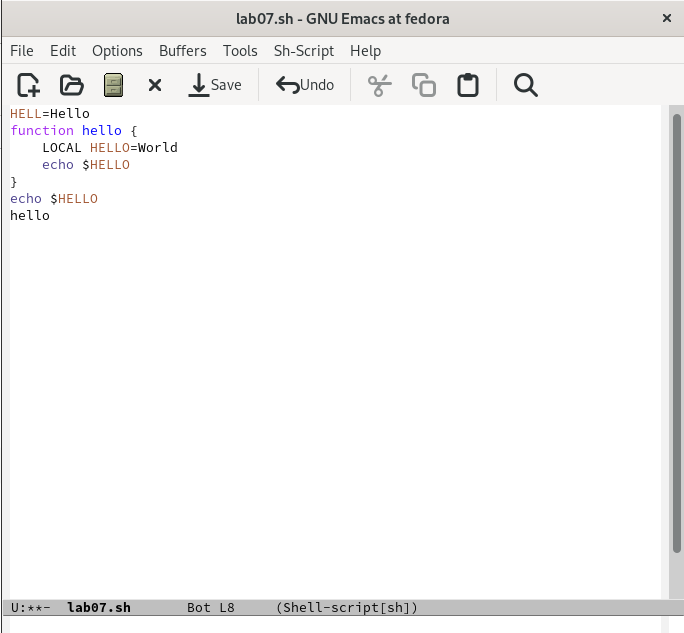 lab07.sh - GNU Emacs at fedora
File Edit Options Buffers Tools Sh-Script Help
Save Undo
HELL=Hello
function hello {
    LOCAL HELLO=World
    echo $HELLO
}
echo $HELLO
hello
U:**-  lab07.sh       Bot L8     (Shell-script[sh])